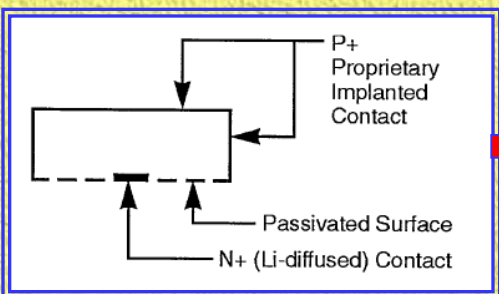 P+
Proprietary
Implanted
Contact
Passivated Surface
N+ (Li-diffused) Contact